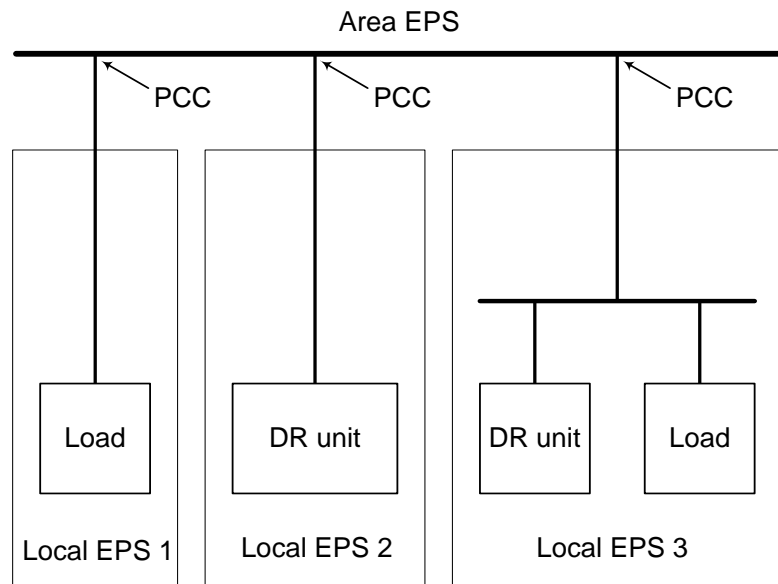 Area EPS
PCC
PCC
PCC
Load
DR unit
DR unit
Load
Local EPS 1
Local EPS 2
Local EPS 3